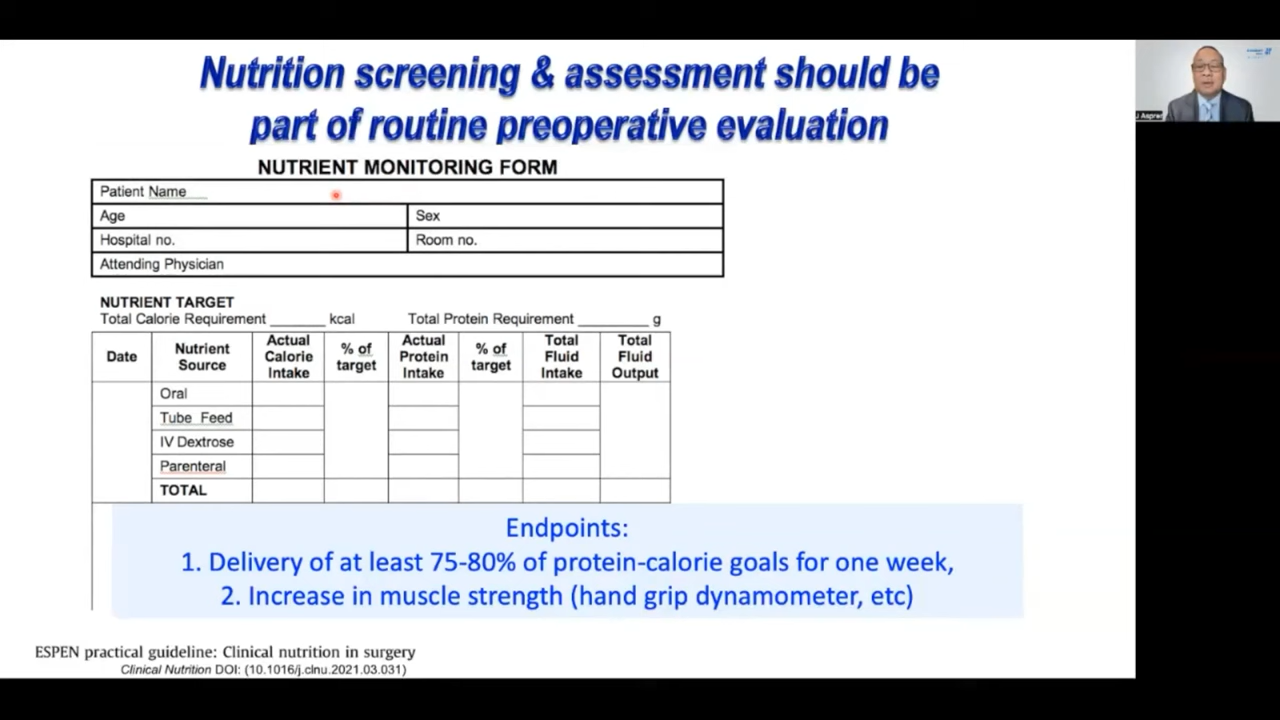 Nutrition screening & assessment should be
part of routine preoperative evaluation
NUTRIENT MONITORING FORM
Patient Name
Age Sex
Hospital no. Room no.
Attending Physician
NUTRIENT TARGET
Total Calorie Requirement _______ kcal Total Protein Requirement _________ g
Date Nutrient Source Actual Calorie Intake % of target Actual Protein Intake % of target Total Fluid Intake Total Fluid Output
Oral
Tube Feed
IV Dextrose
Parenteral
TOTAL
Endpoints:
1. Delivery of at least 75-80% of protein-calorie goals for one week,
2. Increase in muscle strength (hand grip dynamometer, etc)
ESPEN practical guideline: Clinical nutrition in surgery
Clinical Nutrition DOI: (10.1016/j.clnu.2021.03.031)